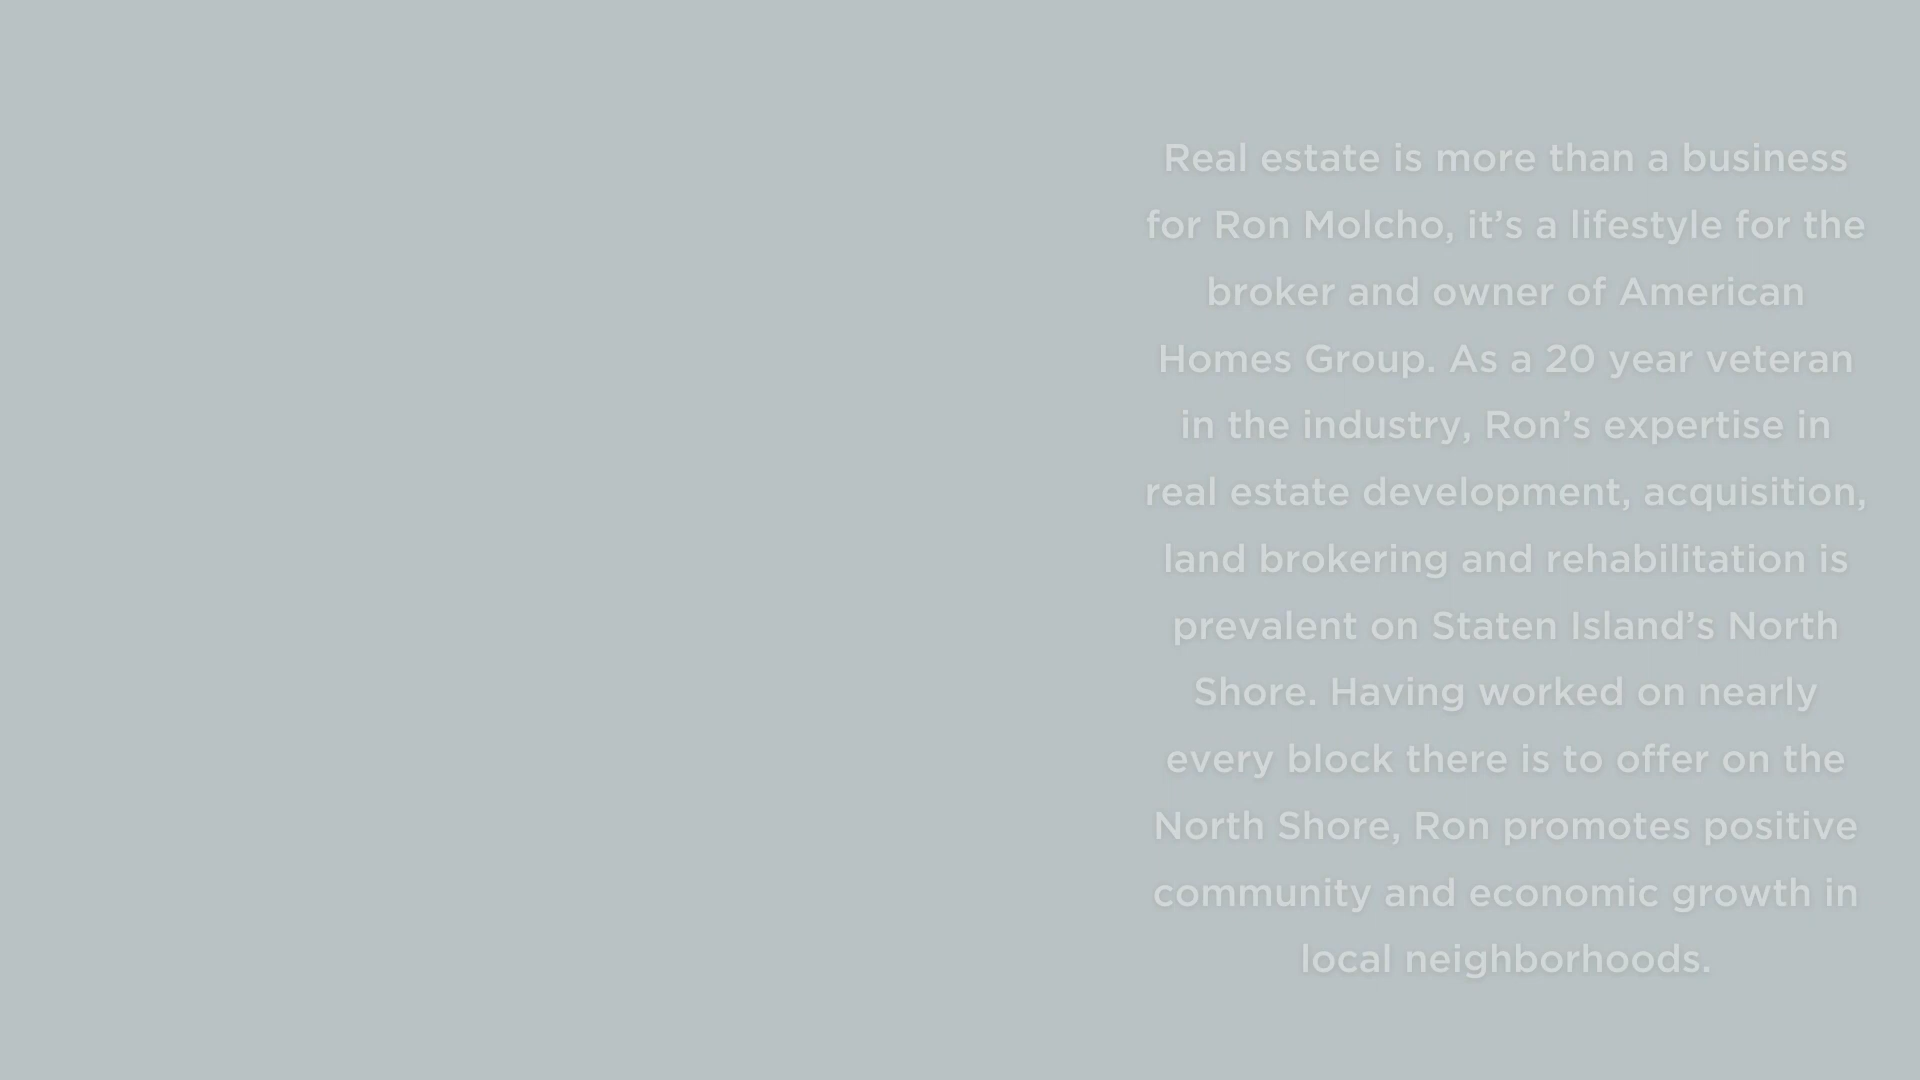 Real estate is more than a business
for Ron Molcho, it’s a lifestyle for the
broker and owner of American
Homes Group. As a 20 year veteran
in the industry, Ron’s expertise in
real estate development, acquisition,
land brokering and rehabilitation is
prevalent on Staten Island’s North
Shore. Having worked on nearly
every block there is to offer on the
North Shore, Ron promotes positive
community and economic growth in
local neighborhoods.